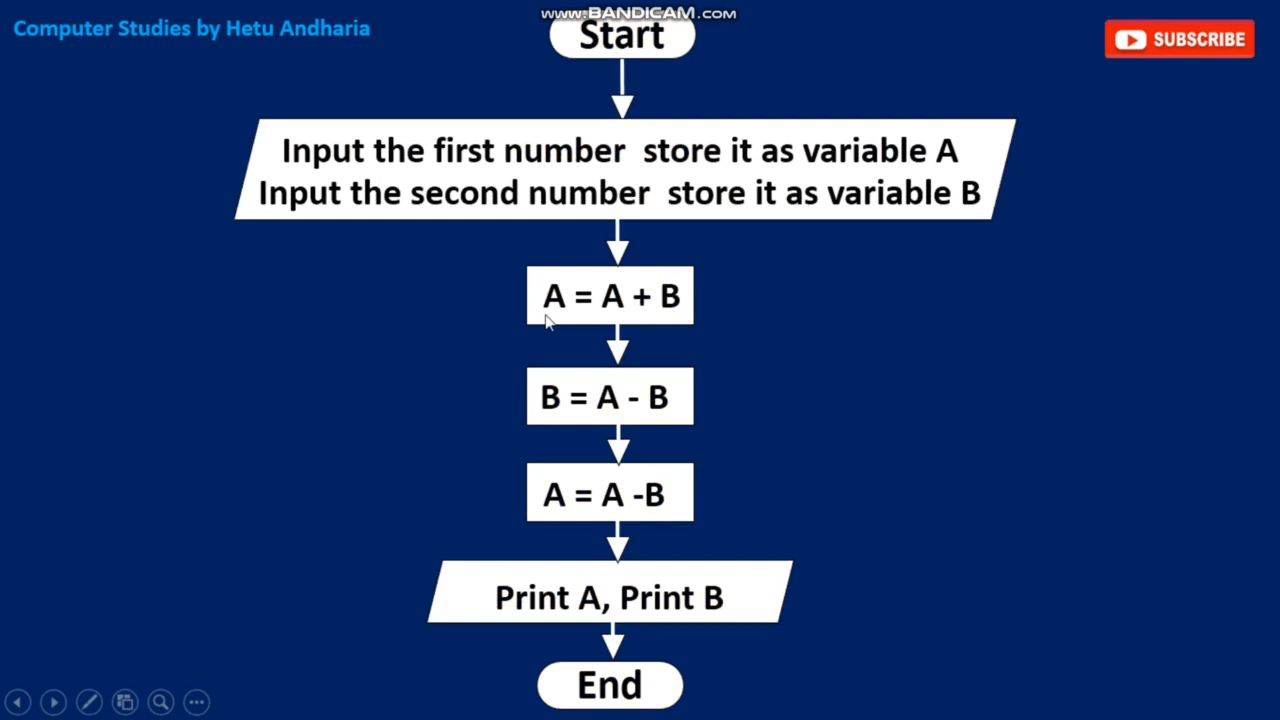 www.BANDICAM.com
Computer Studies by Hetu Andharia
SUBSCRIBE
Start
Input the first number store it as variable A
Input the second number store it as variable B
A = A + B
B = A - B
A = A -B
Print A, Print B
End